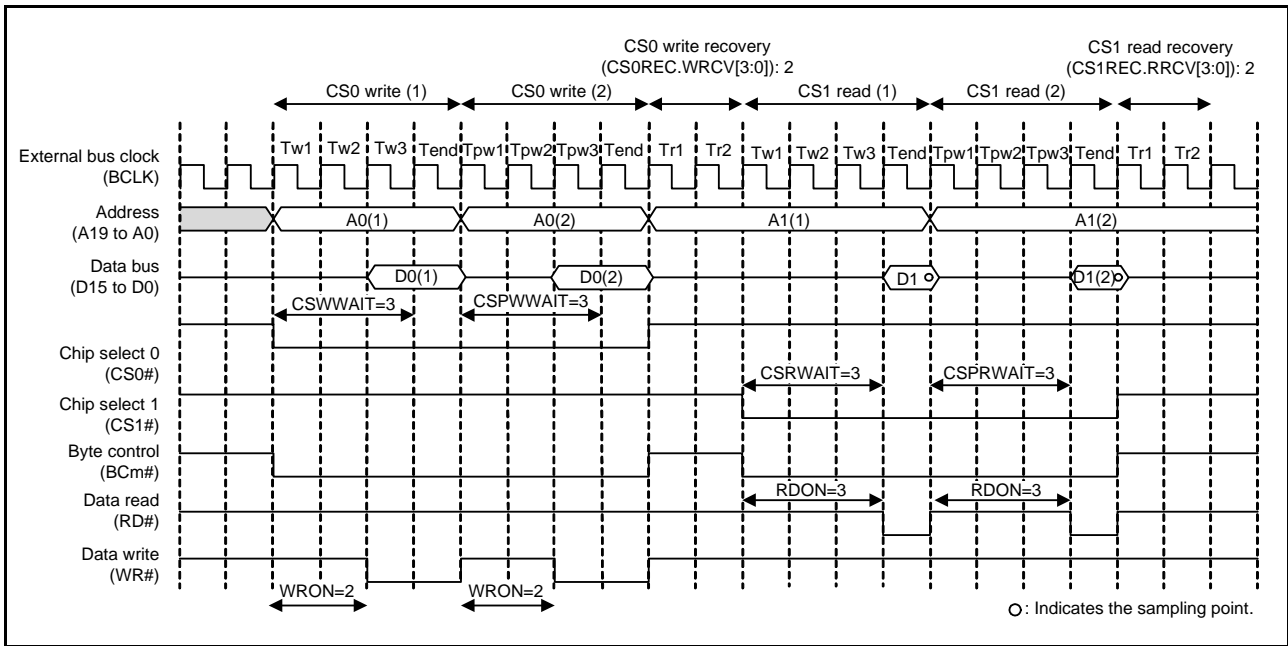 CS0 write recovery
(CS0REC.WRCV[3:0]): 2
CS1 read recovery
(CS1REC.RRCV[3:0]): 2
CS0 write (1) CS0 write (2) CS1 read (1) CS1 read (2)
Tw1 Tw2 Tw3 Tend Tpw1 Tpw2 Tpw3 Tend Tr1 Tr2 Tw1 Tw2 Tw3 Tend Tpw1 Tpw2 Tpw3 Tend Tr1 Tr2
External bus clock
(BCLK)
Address
(A19 to A0)
A0(1) A0(2) A1(1) A1(2)
Data bus
(D15 to D0)
D0(1) D0(2) D1 D1(2)
CSWWAIT=3 CSPWWAIT=3
Chip select 0
(CS0#)
CSRWAIT=3 CSPRWAIT=3
Chip select 1
(CS1#)
Byte control
(BCm#)
Data read
(RD#)
RDON=3 RDON=3
Data write
(WR#)
WRON=2 WRON=2
: Indicates the sampling point.